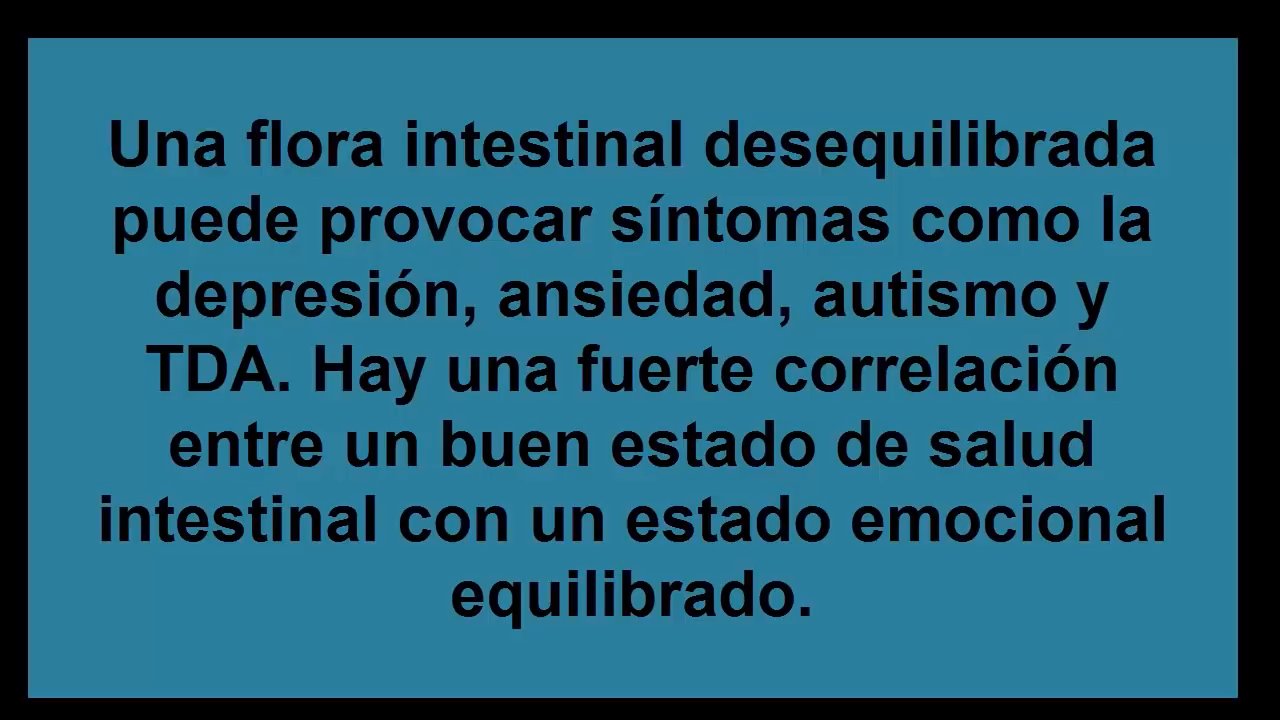 Una flora intestinal desequilibrada
puede provocar síntomas como la
depresión, ansiedad, autismo y
TDA. Hay una fuerte correlación
entre un buen estado de salud
intestinal con un estado emocional
equilibrado.